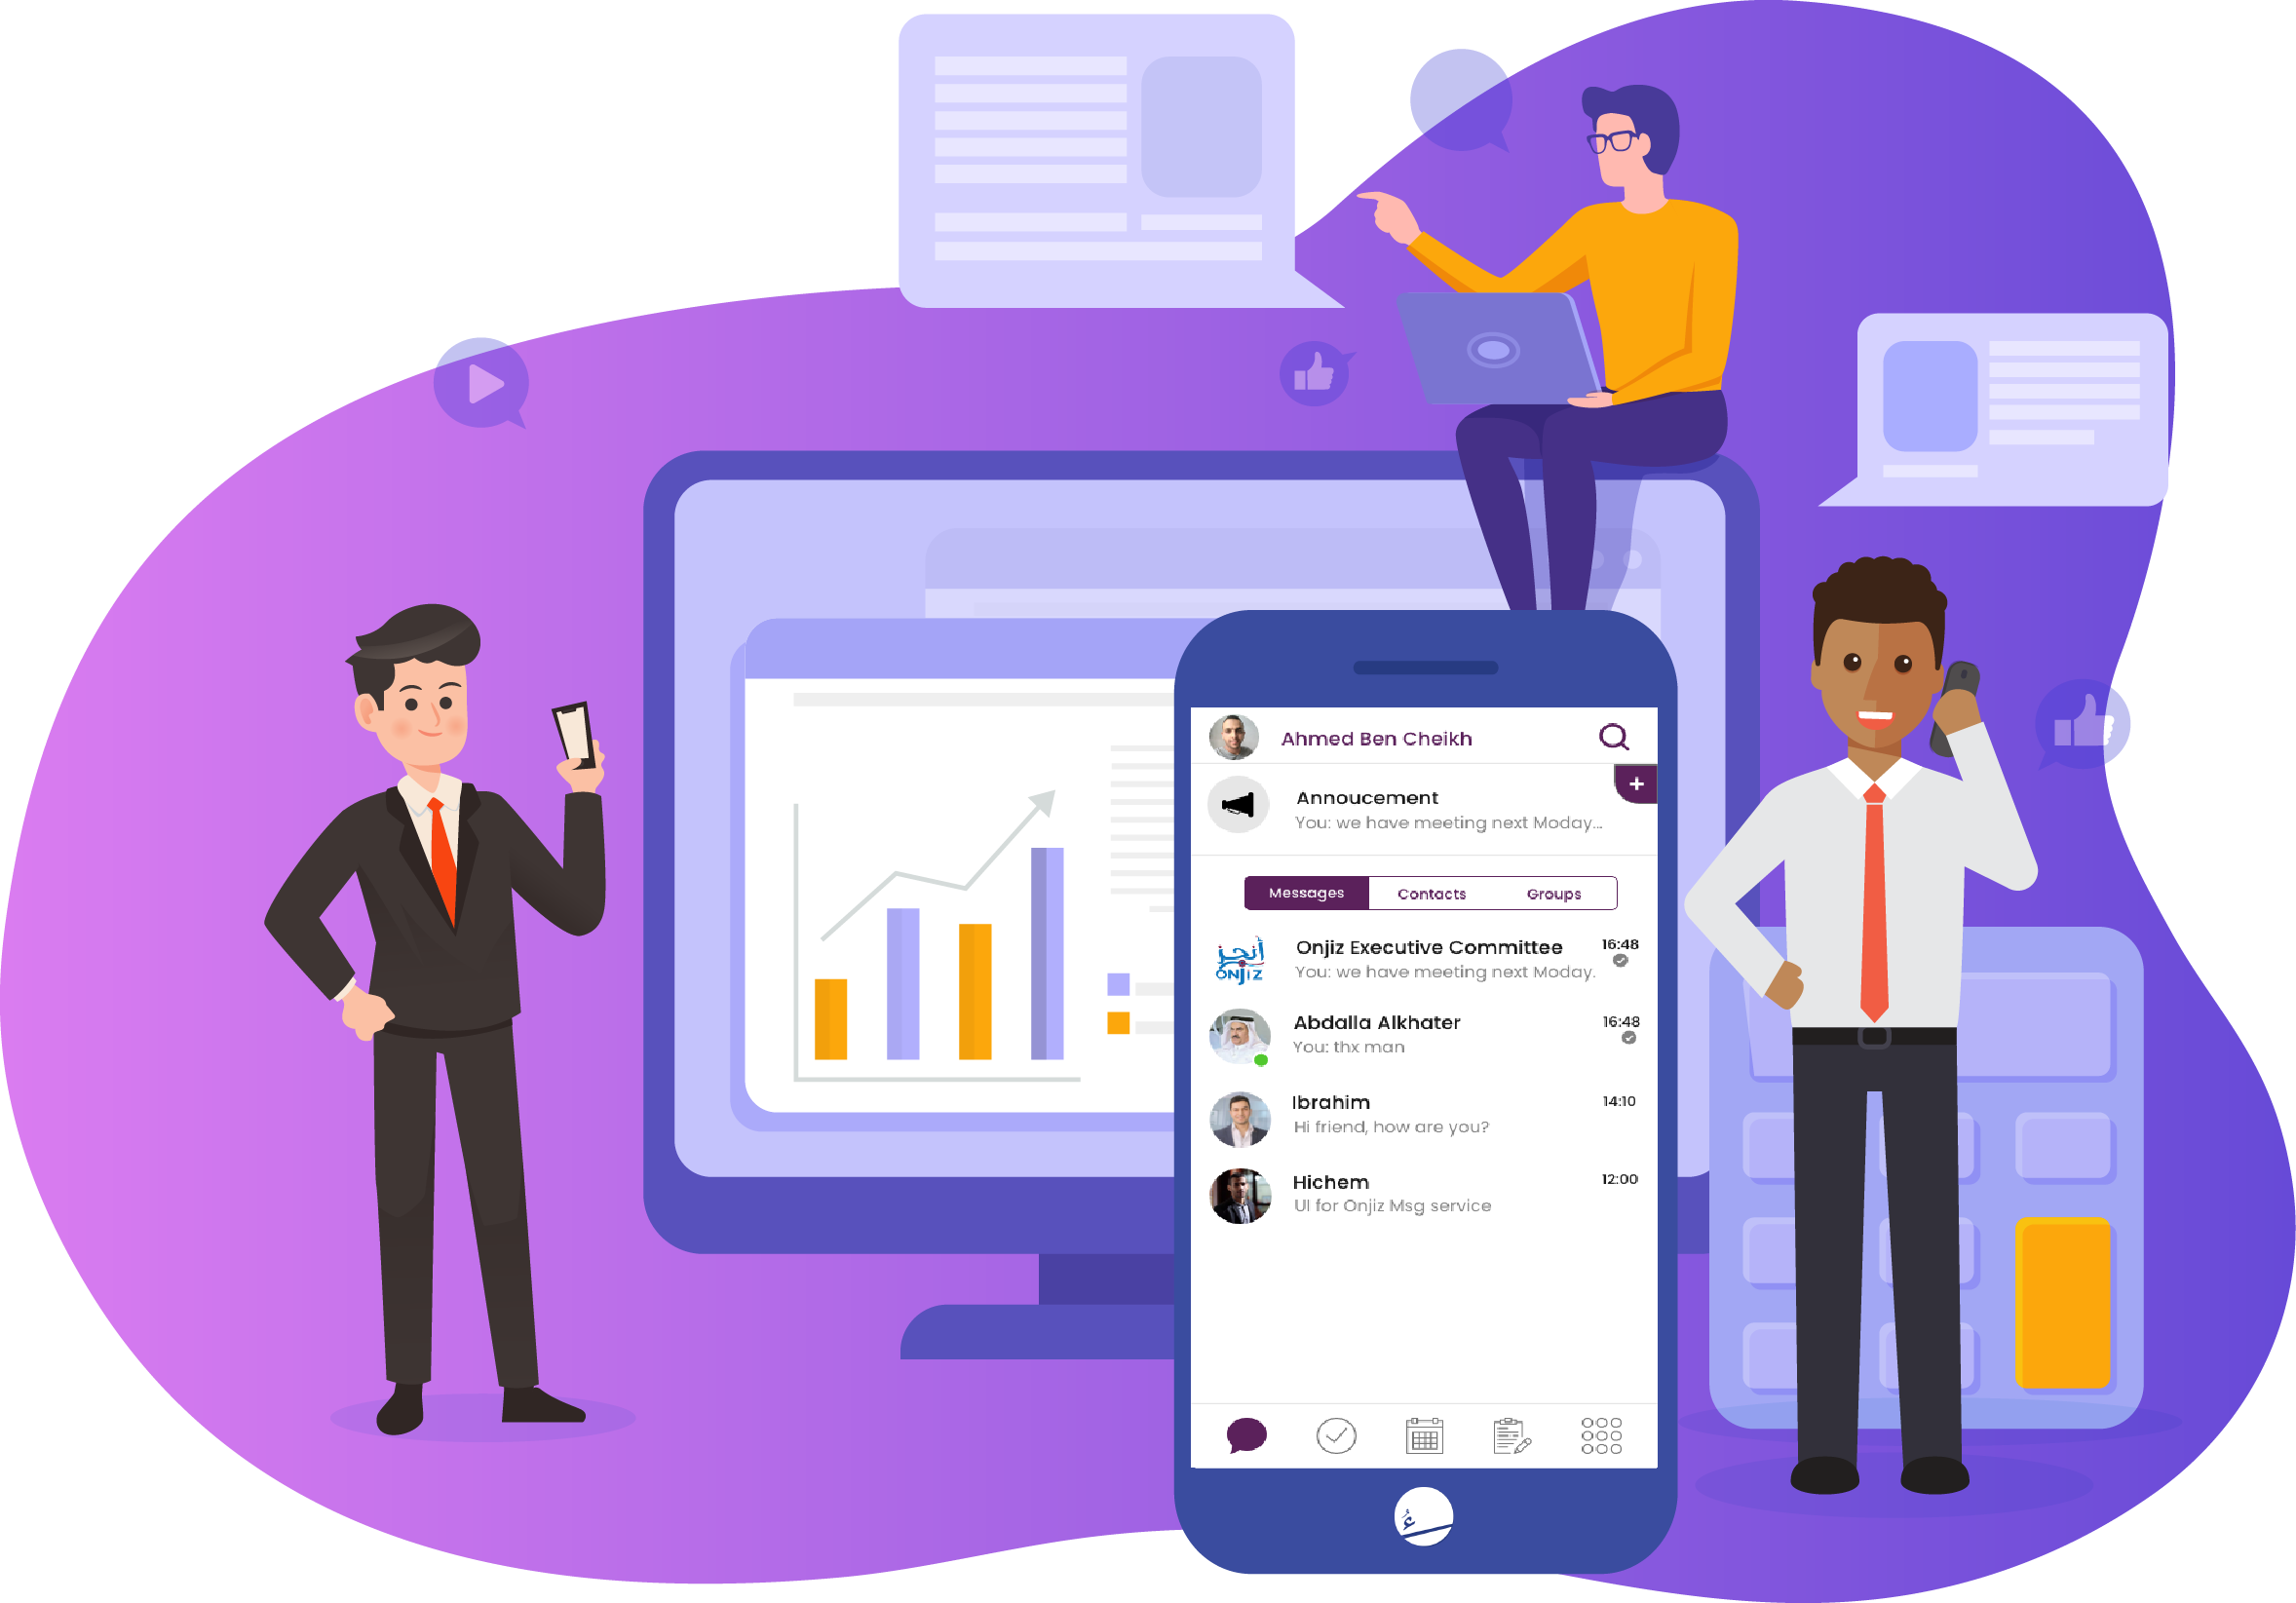 Ahmed Ben Cheikh
+
Annoucement
You: we have meeting next Moday...
Messages Contacts Groups
أنجز
ONJIZ
Onjiz Executive Committee 16:48
You: we have meeting next Moday.
Abdalla Alkhater 16:48
You: thx man
Ibrahim 14:10
Hi friend, how are you?
Hichem 12:00
UI for Onjiz Msg service